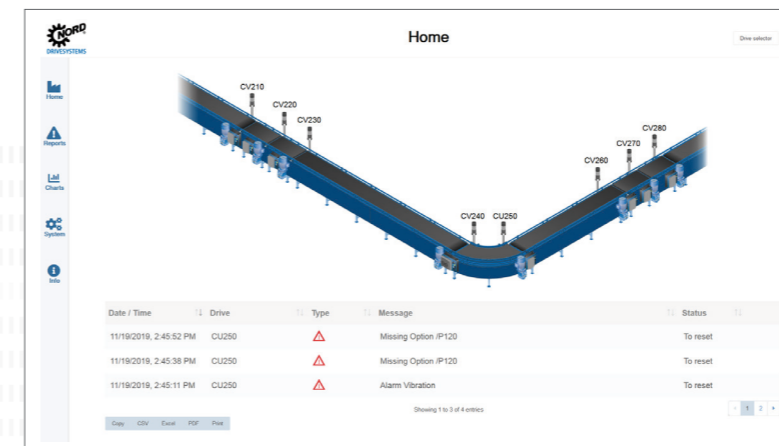 NORD
DRIVESYSTEMS
Home
Drive selector
Home
Reports
Charts
System
Info
CV210
CV220
CV230
CV240
CU250
CV260
CV270
CV280
Date / Time Drive Type Message Status
11/19/2019, 2:45:52 PM CU250 Missing Option /P120 To reset
11/19/2019, 2:45:38 PM CU250 Missing Option /P120 To reset
11/19/2019, 2:45:11 PM CU250 Alarm Vibration To reset
Showing 1 to 3 of 4 entries
« 1 2 »
Copy CSV Excel PDF Print